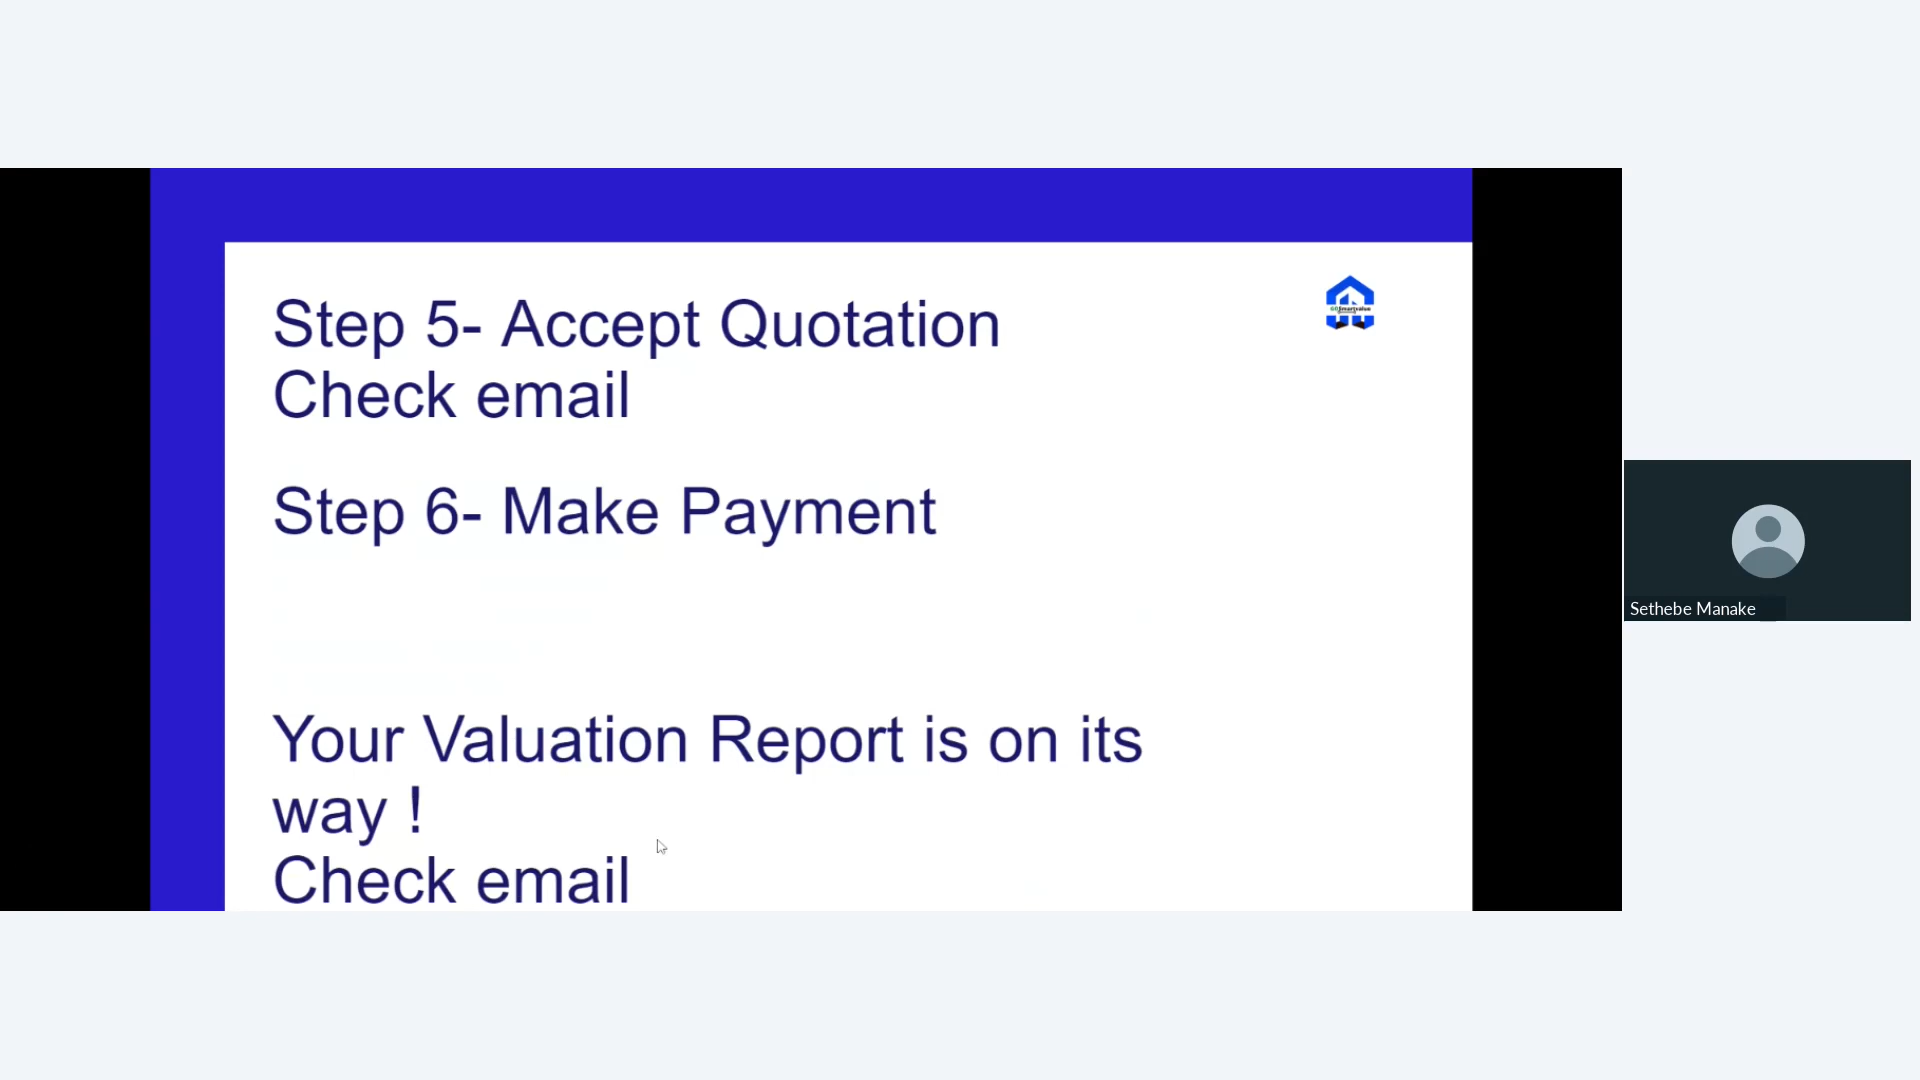 Step 5- Accept Quotation
Check email
Step 6- Make Payment
Your Valuation Report is on its
way !
Check email
Sethebe Manake